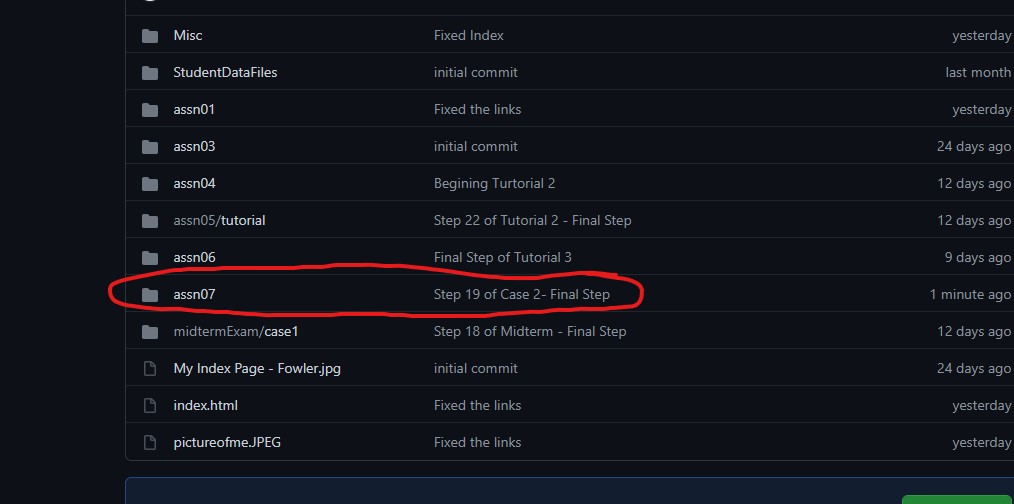 Misc Fixed Index yesterday
StudentDataFiles initial commit last month
assn01 Fixed the links yesterday
assn03 initial commit 24 days ago
assn04 Begining Turtorial 2 12 days ago
assn05/tutorial Step 22 of Tutorial 2 - Final Step 12 days ago
assn06 Final Step of Tutorial 3 9 days ago
assn07 Step 19 of Case 2- Final Step 1 minute ago
midtermExam/case1 Step 18 of Midterm - Final Step 12 days ago
My Index Page - Fowler.jpg initial commit 24 days ago
index.html Fixed the links yesterday
pictureofme.JPEG Fixed the links yesterday